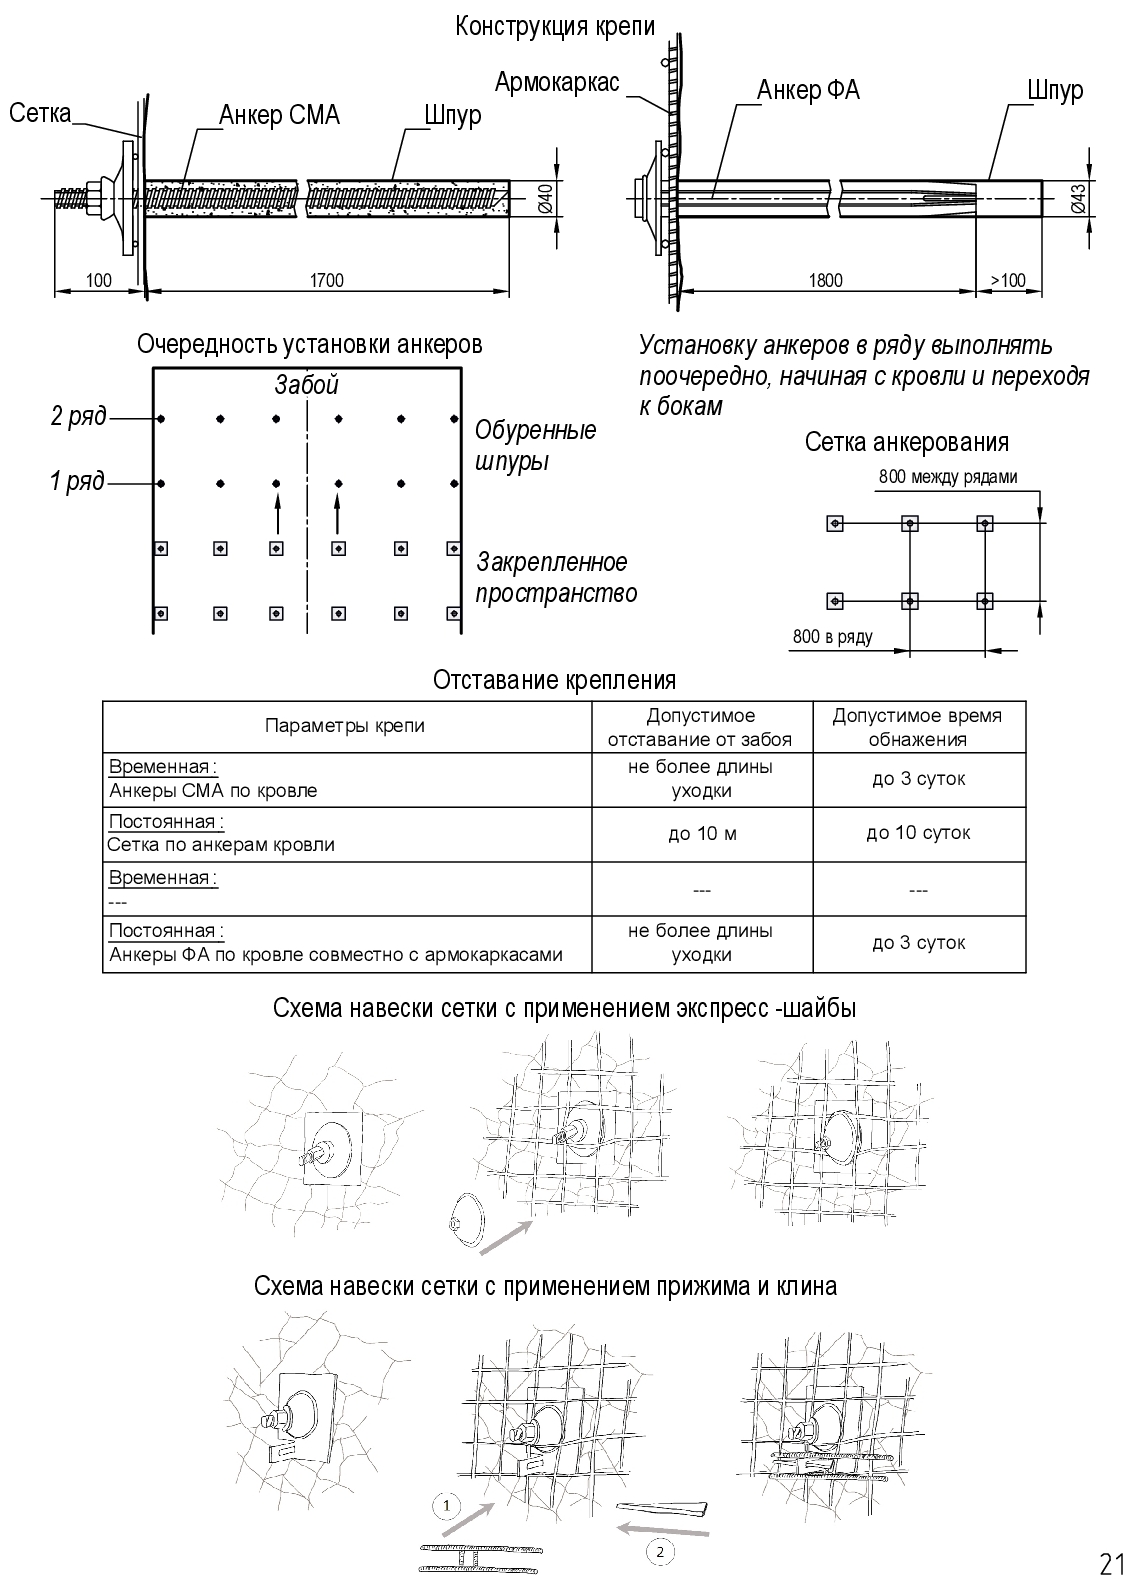 Конструкция крепи
Сетка
Анкер СМА
Шпур
Ø40
100
1700
Армокаркас
Анкер ФА
Шпур
Ø43
1800
>100
Очередность установки анкеров
Забой
2 ряд
1 ряд
Обуренные
шпуры
Закрепленное
пространство
Установку анкеров в ряду выполнять
поочередно, начиная с кровли и переходя
к бокам
Сетка анкерования
800 между рядами
800 в ряду
Отставание крепления
Параметры крепи
Допустимое
отставание от забоя
Допустимое время
обнажения
Временная :
Анкеры СМА по кровле
не более длины
уходки
до 3 суток
Постоянная :
Сетка по анкерам кровли
до 10 м
до 10 суток
Временная :
---
---
---
Постоянная :
Анкеры ФА по кровле совместно с армокаркасами
не более длины
уходки
до 3 суток
Схема навески сетки с применением экспресс -шайбы
Схема навески сетки с применением прижима и клина
1
2
21